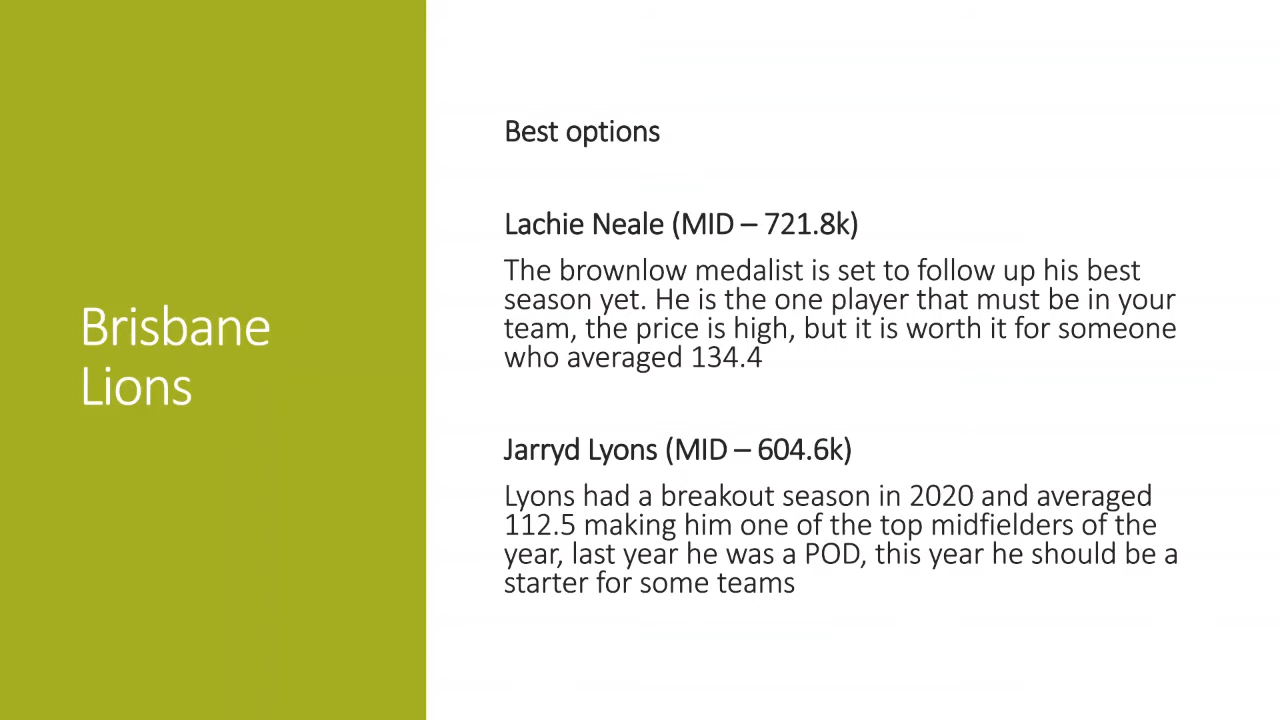 Brisbane
Lions
Best options
Lachie Neale (MID – 721.8k)
The brownlow medalist is set to follow up his best
season yet. He is the one player that must be in your
team, the price is high, but it is worth it for someone
who averaged 134.4
Jarryd Lyons (MID – 604.6k)
Lyons had a breakout season in 2020 and averaged
112.5 making him one of the top midfielders of the
year, last year he was a POD, this year he should be a
starter for some teams